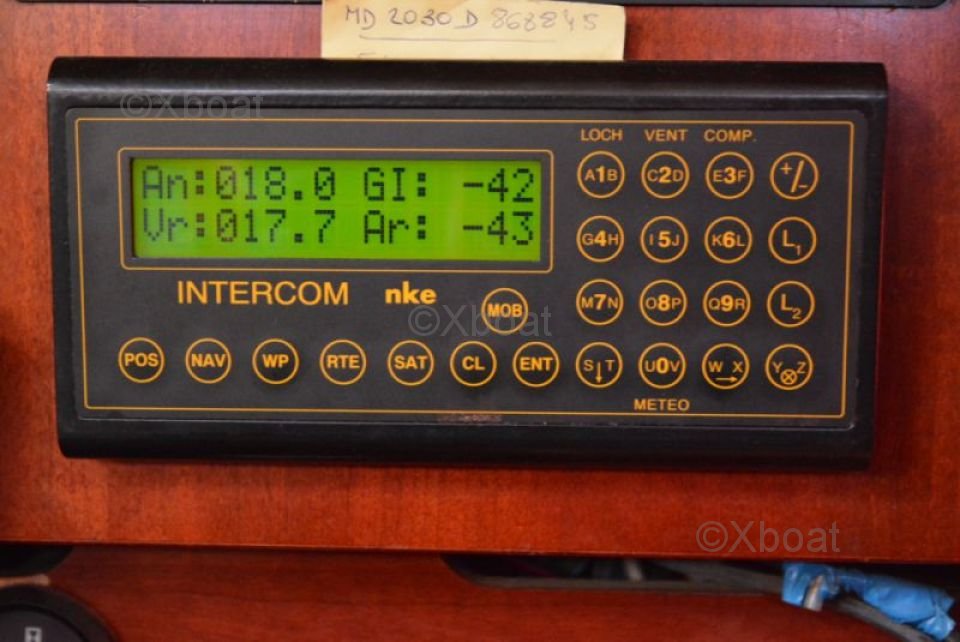 MD 2030 D 868845
©Xboat
LOCH VENT COMP.
An:018.0 GI: -42
Vr:017.7 Ar: -43
A1B C2D E3F +/-
G4H I5J K6L L1
INTERCOM nke
©Xboat
MOB
M7N O8P Q9R L2
POS NAV WP RTE SAT CL ENT
S↓T U0V W→X Y⊗Z
METEO
©Xboat